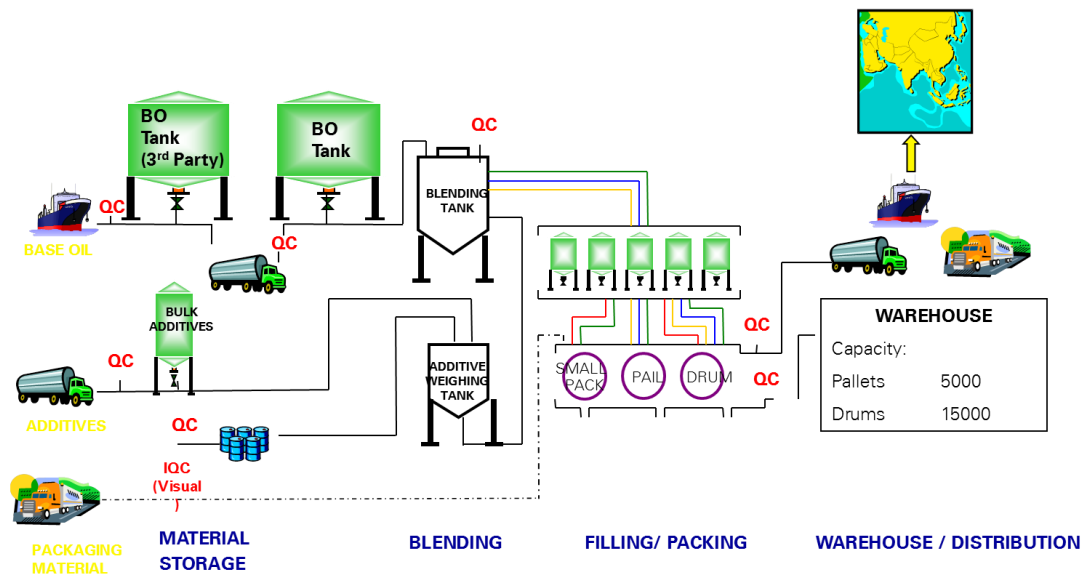 BO
Tank
(3rd Party)
BO
Tank
QC
BLENDING
TANK
QC
BASE OIL
QC
BULK
ADDITIVES
QC
ADDITIVES
QC
ADDITIVE
WEIGHING
TANK
SMALL
PACK
PAIL
DRUM
QC
QC
WAREHOUSE
Capacity:
Pallets 5000
Drums 15000
IQC
(Visual
)
PACKAGING
MATERIAL
MATERIAL
STORAGE
BLENDING
FILLING/ PACKING
WAREHOUSE / DISTRIBUTION